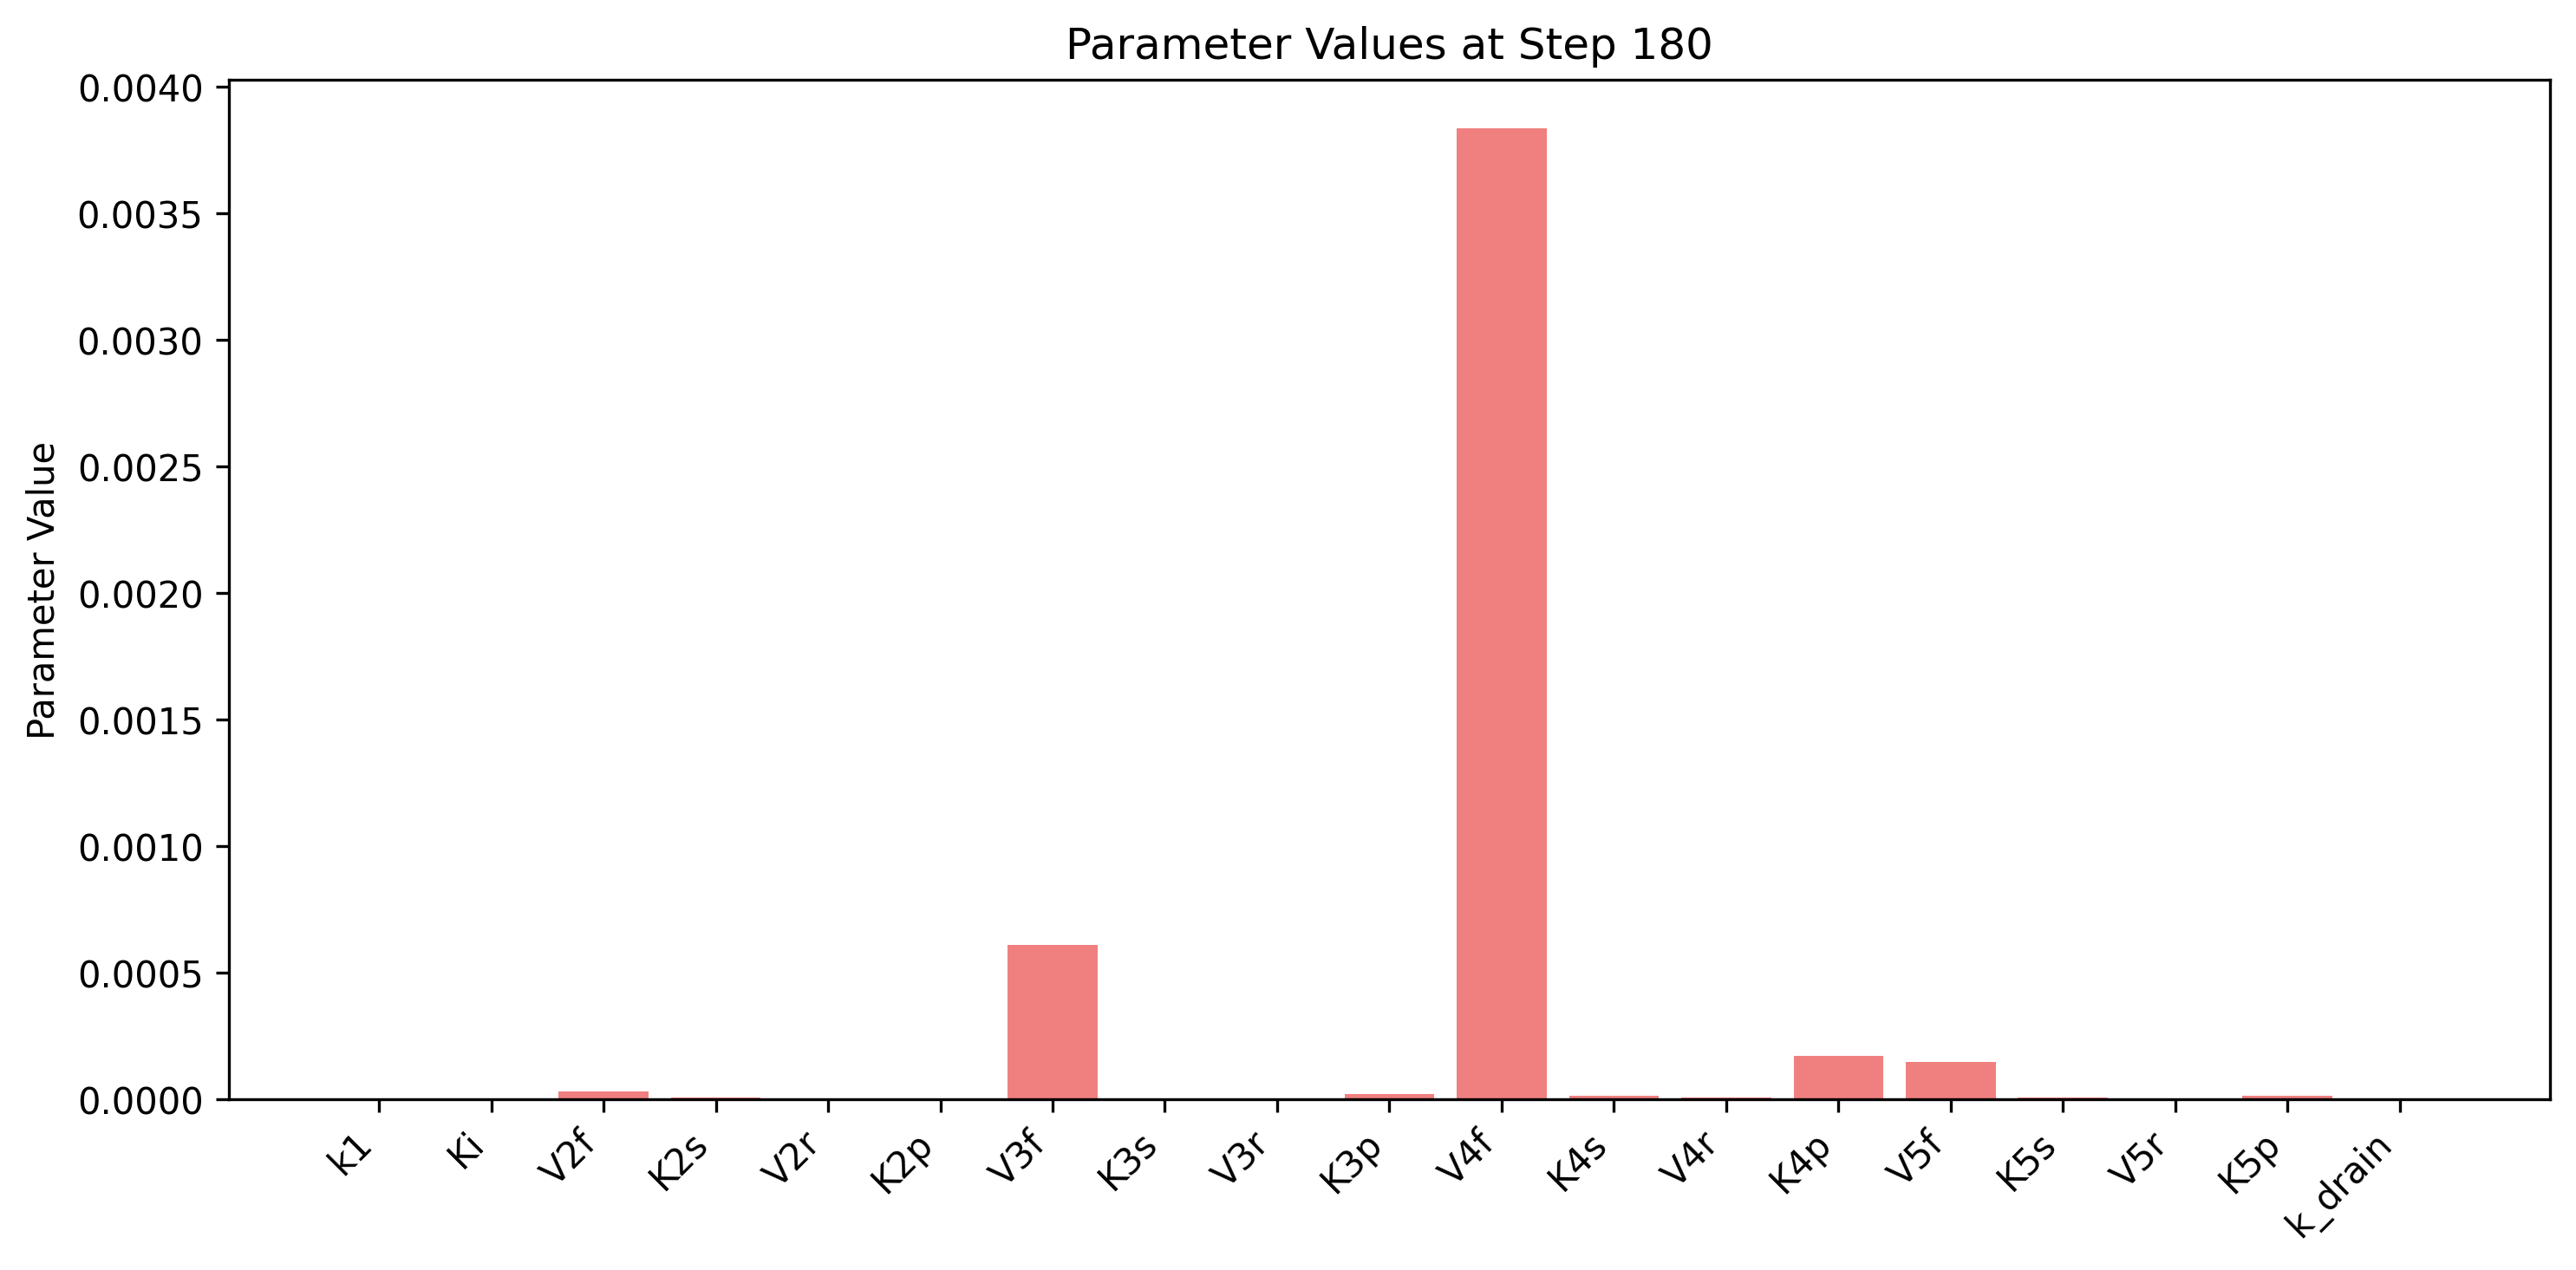 Parameter Values at Step 180
Parameter Value
0.0040
0.0035
0.0030
0.0025
0.0020
0.0015
0.0010
0.0005
0.0000
k1
Ki
V2f
K2s
V2r
K2p
V3f
K3s
V3r
K3p
V4f
K4s
V4r
K4p
V5f
K5s
V5r
K5p
k_drain